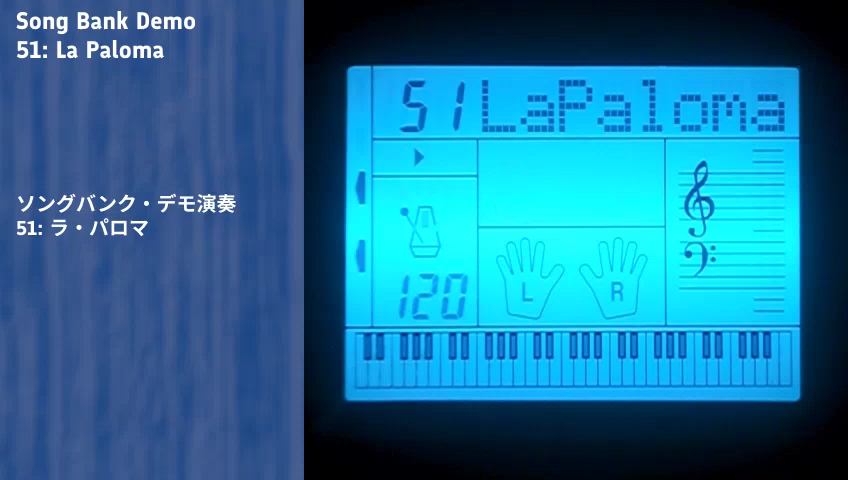 Song Bank Demo
51: La Paloma
ソングバンク・デモ演奏
51: ラ・パロマ
51 LaPaloma
120
L R